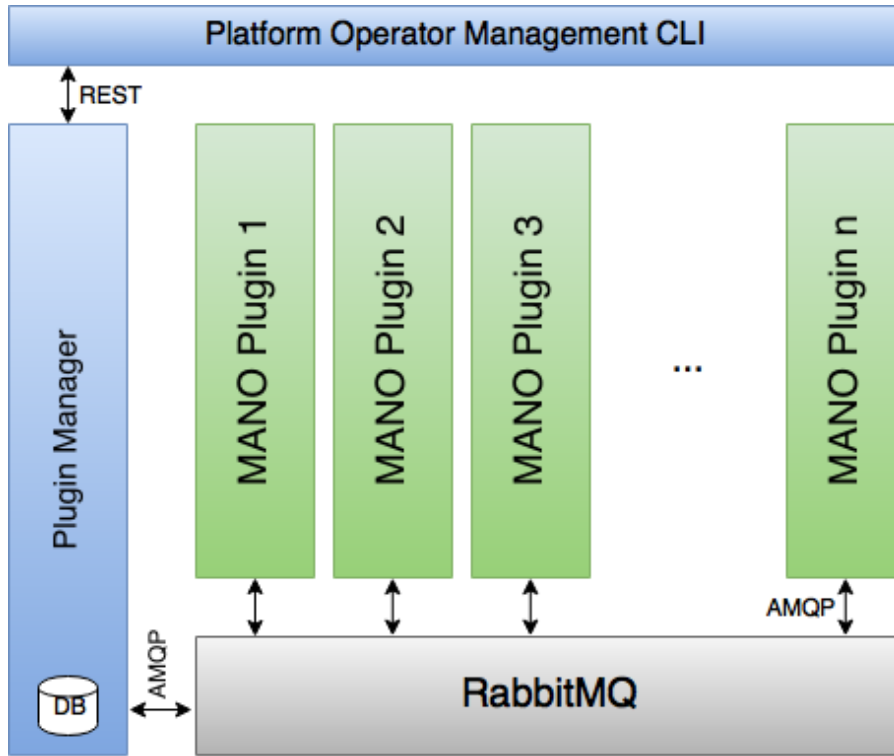 Platform Operator Management CLI
REST
Plugin Manager
MANO Plugin 1
MANO Plugin 2
MANO Plugin 3
...
MANO Plugin n
AMQP
AMQP
DB
RabbitMQ